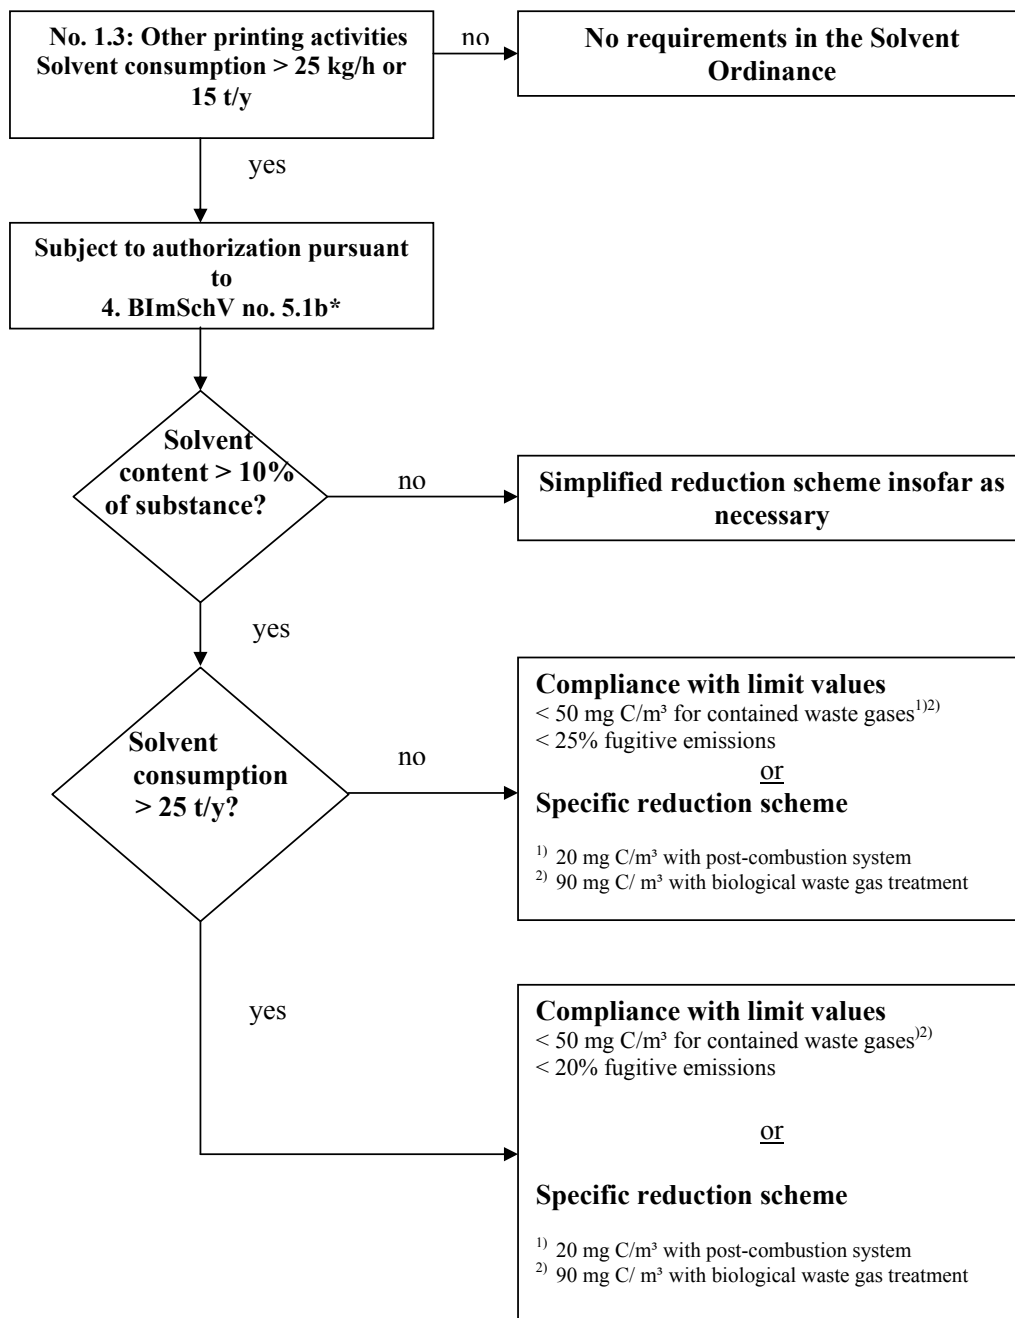 No. 1.3: Other printing activities
Solvent consumption > 25 kg/h or
15 t/y
no
No requirements in the Solvent
Ordinance
yes
Subject to authorization pursuant
to
4. BImSchV no. 5.1b*
Solvent
content > 10%
of substance?
no
Simplified reduction scheme insofar as
necessary
yes
Solvent
consumption
> 25 t/y?
no
Compliance with limit values
< 50 mg C/m³ for contained waste gases¹⁾²⁾
< 25% fugitive emissions
or
Specific reduction scheme
¹⁾ 20 mg C/m³ with post-combustion system
²⁾ 90 mg C/ m³ with biological waste gas treatment
yes
Compliance with limit values
< 50 mg C/m³ for contained waste gases⁾²⁾
< 20% fugitive emissions
or
Specific reduction scheme
¹⁾ 20 mg C/m³ with post-combustion system
²⁾ 90 mg C/ m³ with biological waste gas treatment